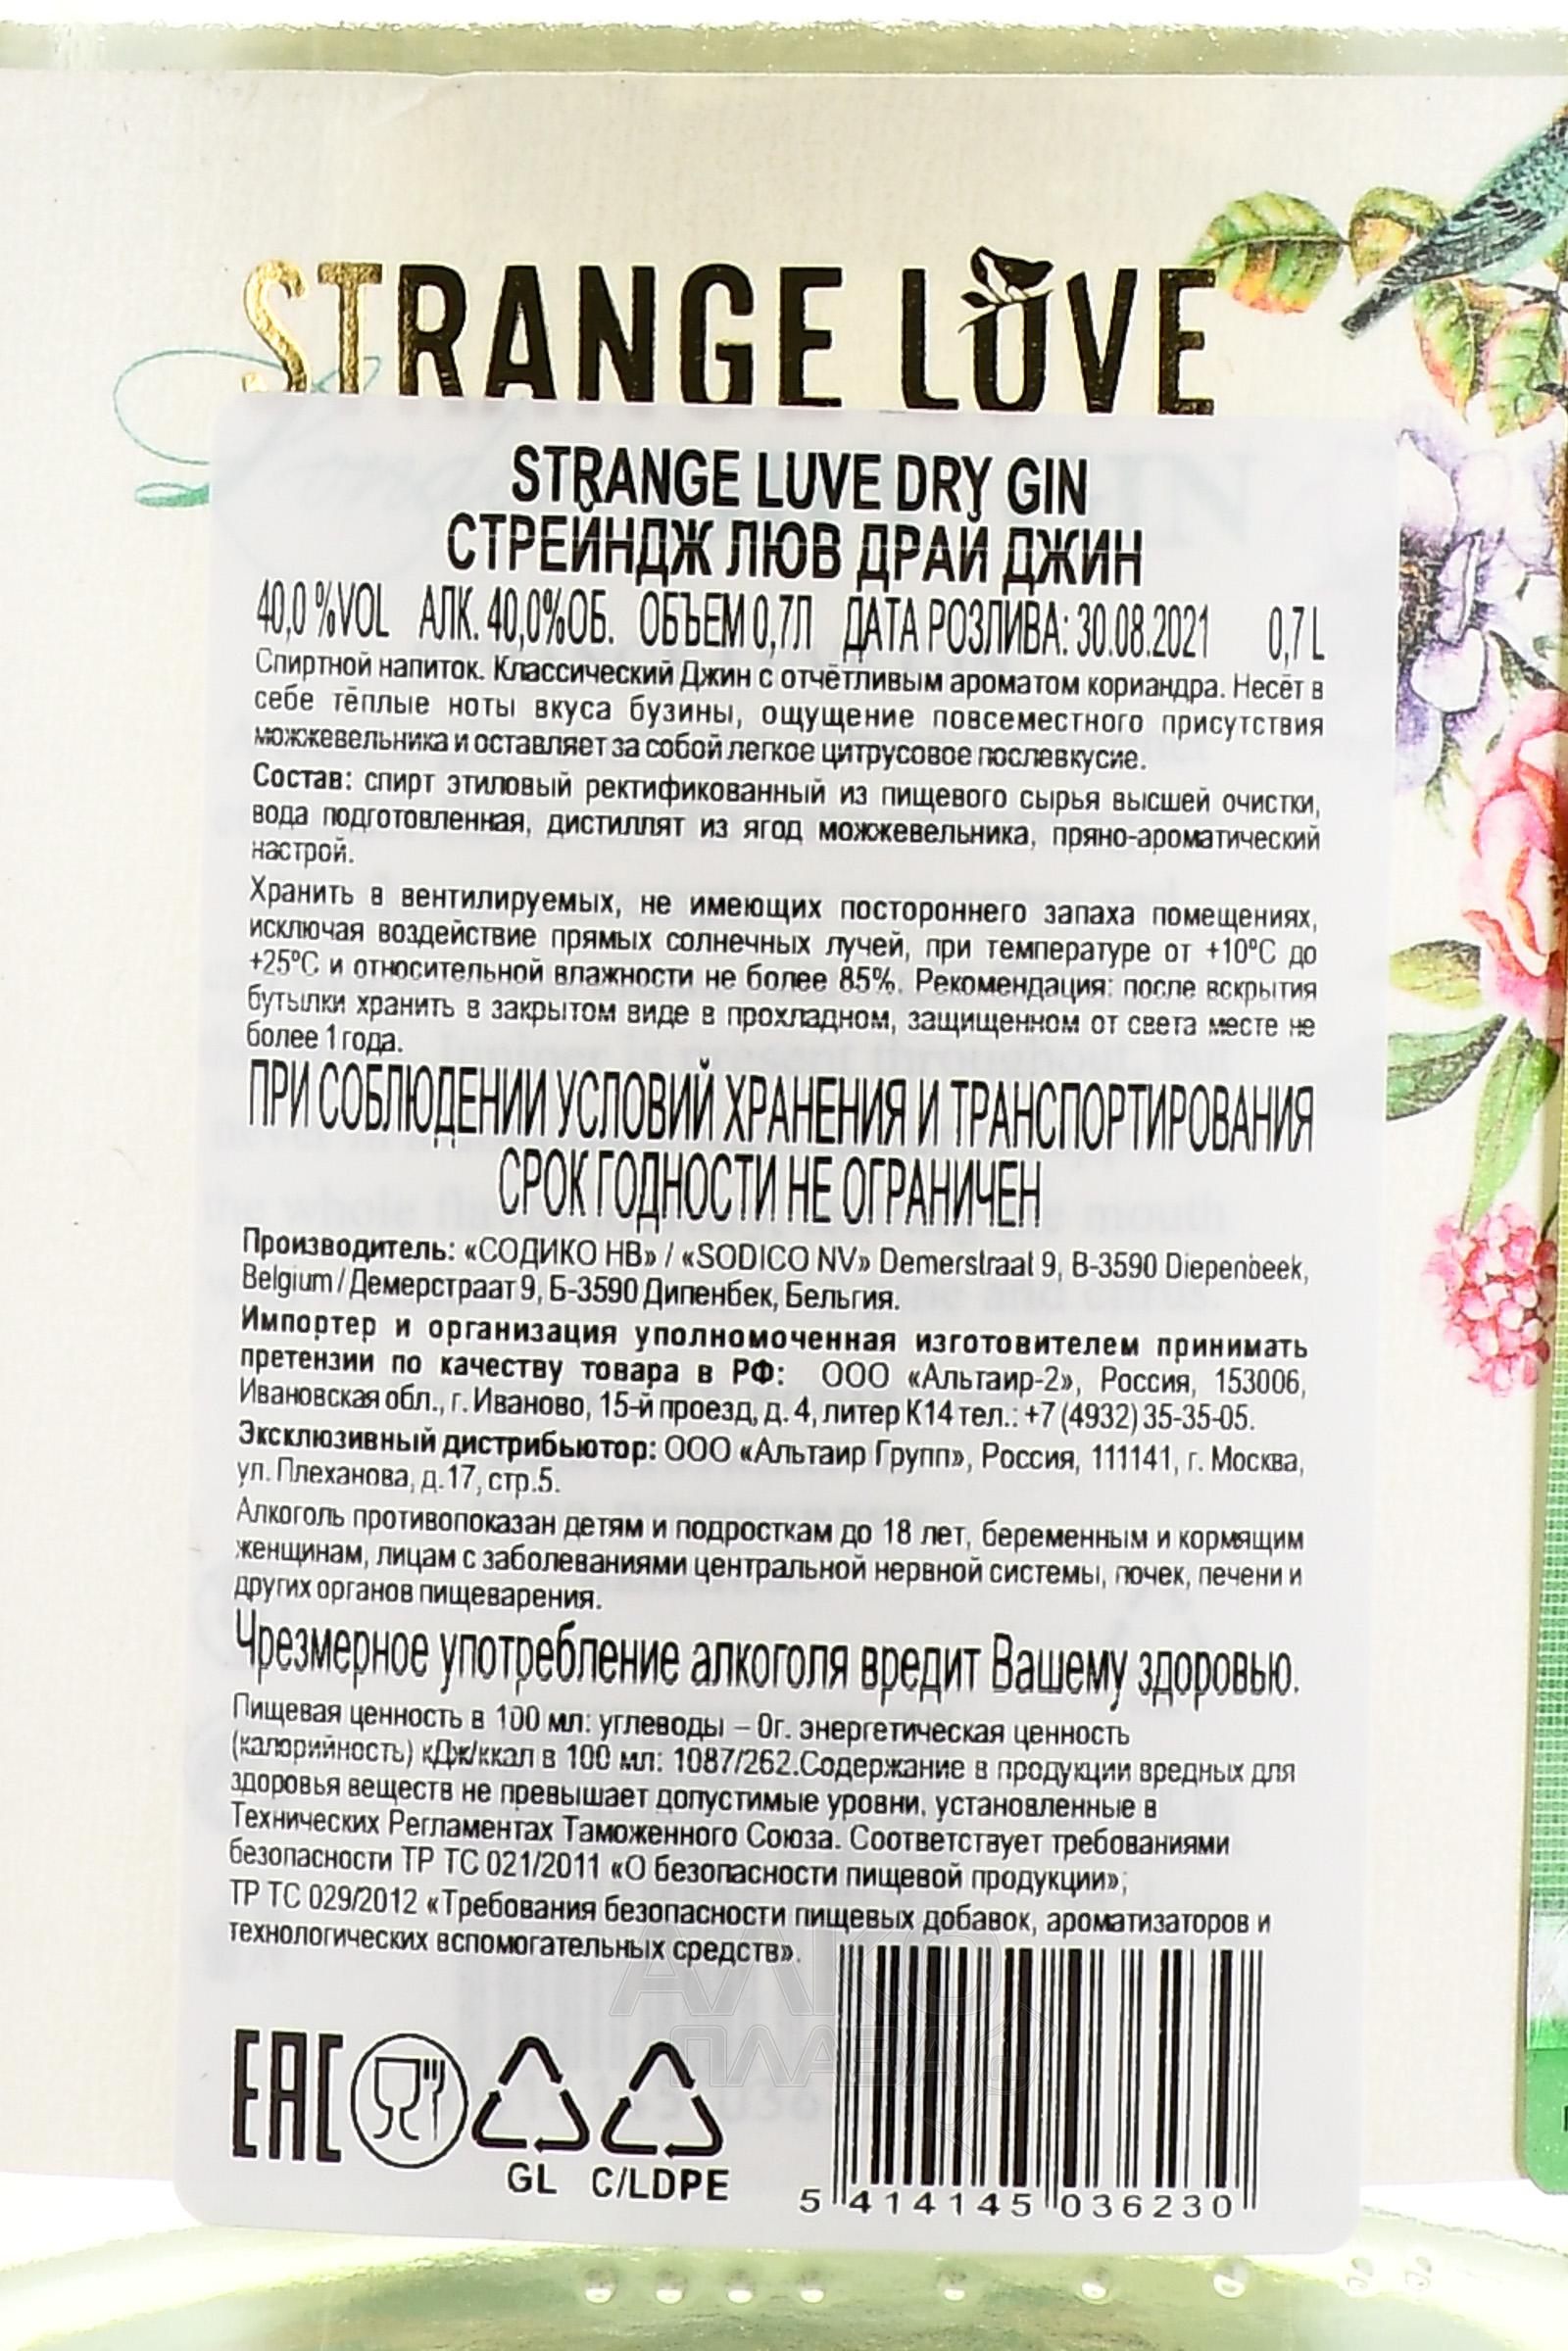 STRANGE LUVE
STRANGE LUVE DRY GIN
СТРЕЙНДЖ ЛЮВ ДРАЙ ДЖИН
40,0 %VOL АЛК. 40,0%ОБ. ОБЪЕМ 0,7Л ДАТА РОЗЛИВА: 30.08.2021 0,7 L
Спиртной напиток. Классический Джин с отчётливым ароматом кориандра. Несёт в
себе тёплые ноты вкуса бузины, ощущение повсеместного присутствия
можжевельника и оставляет за собой легкое цитрусовое послевкусие.
Состав: спирт этиловый ректификованный из пищевого сырья высшей очистки,
вода подготовленная, дистиллят из ягод можжевельника, пряно-ароматический
настрой.
Хранить в вентилируемых, не имеющих постороннего запаха помещениях,
исключая воздействие прямых солнечных лучей, при температуре от +10°С до
+25°С и относительной влажности не более 85%. Рекомендация: после вскрытия
бутылки хранить в закрытом виде в прохладном, защищенном от света месте не
более 1 года.
ПРИ СОБЛЮДЕНИИ УСЛОВИЙ ХРАНЕНИЯ И ТРАНСПОРТИРОВАНИЯ
СРОК ГОДНОСТИ НЕ ОГРАНИЧЕН
Производитель: «СОДИКО НВ» / «SODICO NV» Demerstraat 9, B-3590 Diepenbeek,
Belgium / Демерстраат 9, Б-3590 Дипенбек, Бельгия.
Импортер и организация уполномоченная изготовителем принимать
претензии по качеству товара в РФ: ООО «Альтаир-2», Россия, 153006,
Ивановская обл., г. Иваново, 15-й проезд, д. 4, литер К14 тел.: +7 (4932) 35-35-05.
Эксклюзивный дистрибьютор: ООО «Альтаир Групп», Россия, 111141, г. Москва,
ул. Плеханова, д. 17, стр.5.
Алкоголь противопоказан детям и подросткам до 18 лет, беременным и кормящим
женщинам, лицам с заболеваниями центральной нервной системы, почек, печени и
других органов пищеварения.
Чрезмерное употребление алкоголя вредит Вашему здоровью.
Пищевая ценность в 100 мл: углеводы – 0г. энергетическая ценность
(калорийность) кДж/ккал в 100 мл: 1087/262.Содержание в продукции вредных для
здоровья веществ не превышает допустимые уровни, установленные в
Технических Регламентах Таможенного Союза. Соответствует требованиями
безопасности ТР ТС 021/2011 «О безопасности пищевой продукции»;
ТР ТС 029/2012 «Требования безопасности пищевых добавок, ароматизаторов и
технологических вспомогательных средств».
АЛКО
ПЛАЗА
EAC
GL C/LDPE
5 414145 036230